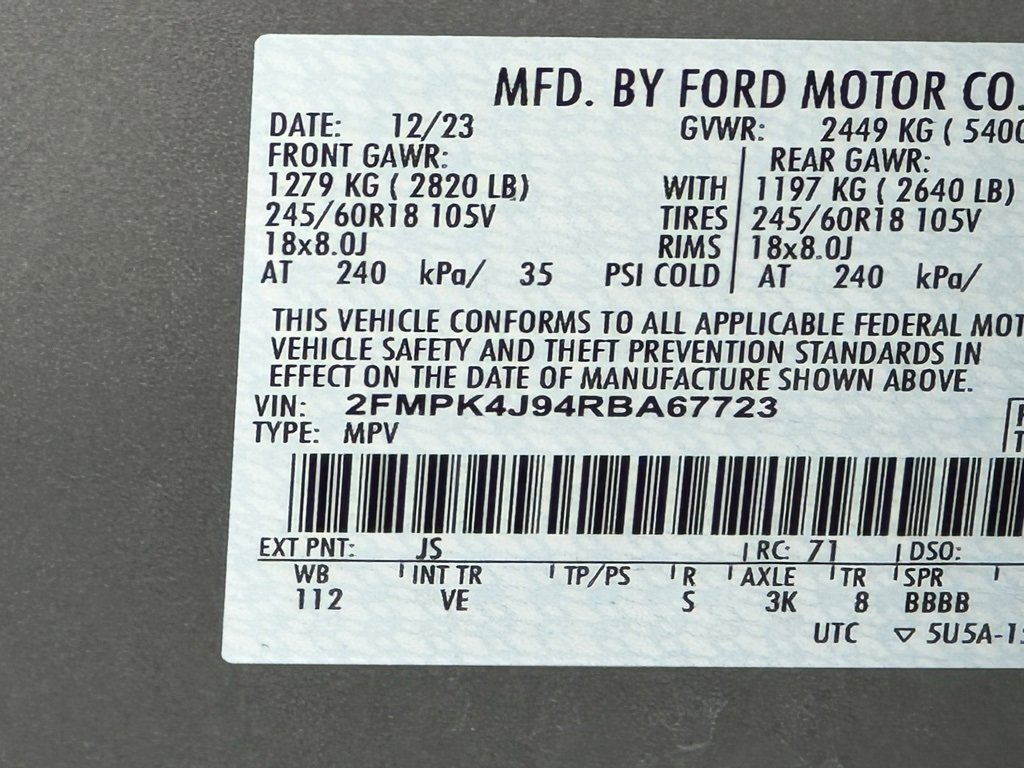 MFD. BY FORD MOTOR CO.
DATE: 12/23 GVWR: 2449 KG ( 5400
FRONT GAWR: REAR GAWR:
1279 KG ( 2820 LB) WITH 1197 KG ( 2640 LB)
245/60R18 105V TIRES 245/60R18 105V
18x8.0J RIMS 18x8.0J
AT 240 kPa/ 35 PSI COLD AT 240 kPa/
THIS VEHICLE CONFORMS TO ALL APPLICABLE FEDERAL MOT
VEHICLE SAFETY AND THEFT PREVENTION STANDARDS IN
EFFECT ON THE DATE OF MANUFACTURE SHOWN ABOVE.
VIN: 2FMPK4J94RBA67723
TYPE: MPV
EXT PNT: JS RC: 71 DSO:
WB INT TR TP/PS R AXLE TR SPR
112 VE S 3K 8 BBBB
UTC ▽ 5U5A-15